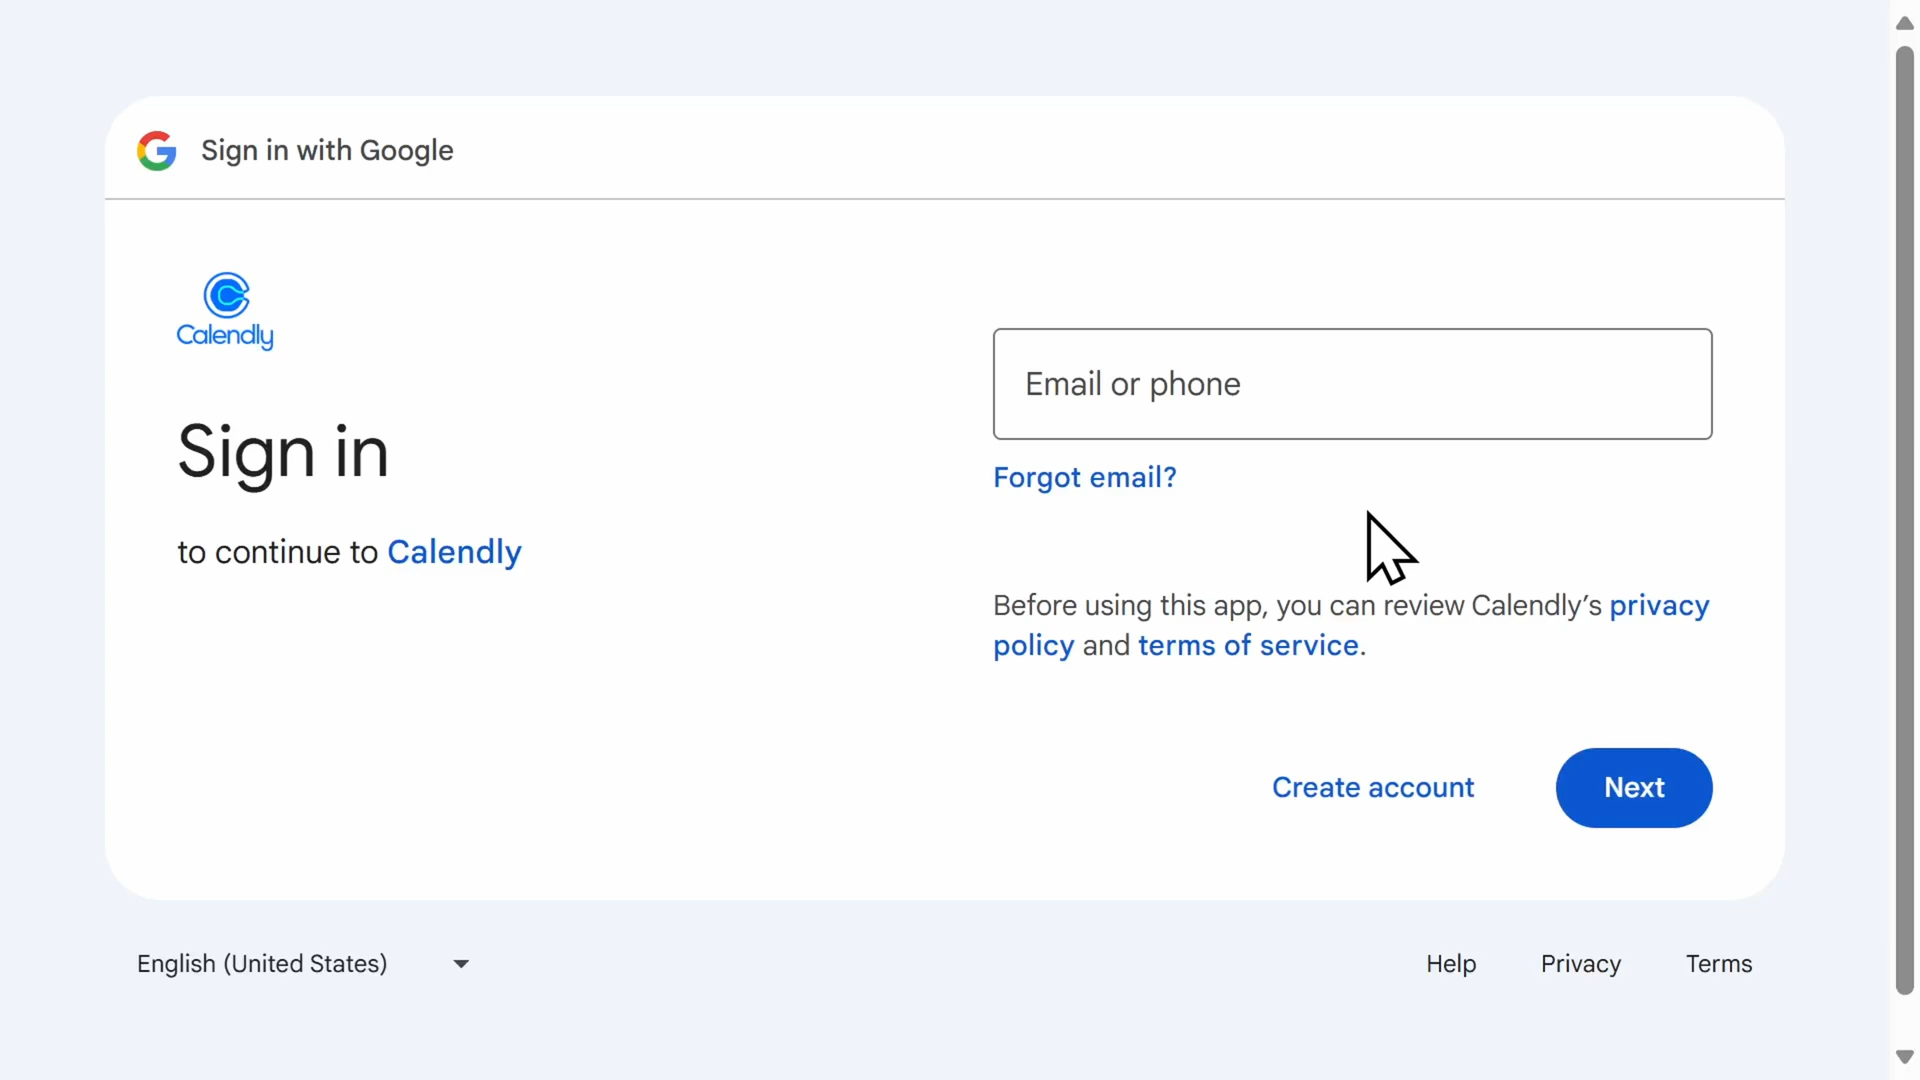 Sign in with Google
Calendly
Sign in
to continue to Calendly
Email or phone
Forgot email?
Before using this app, you can review Calendly’s privacy
policy and terms of service.
Create account
Next
English (United States)
Help
Privacy
Terms